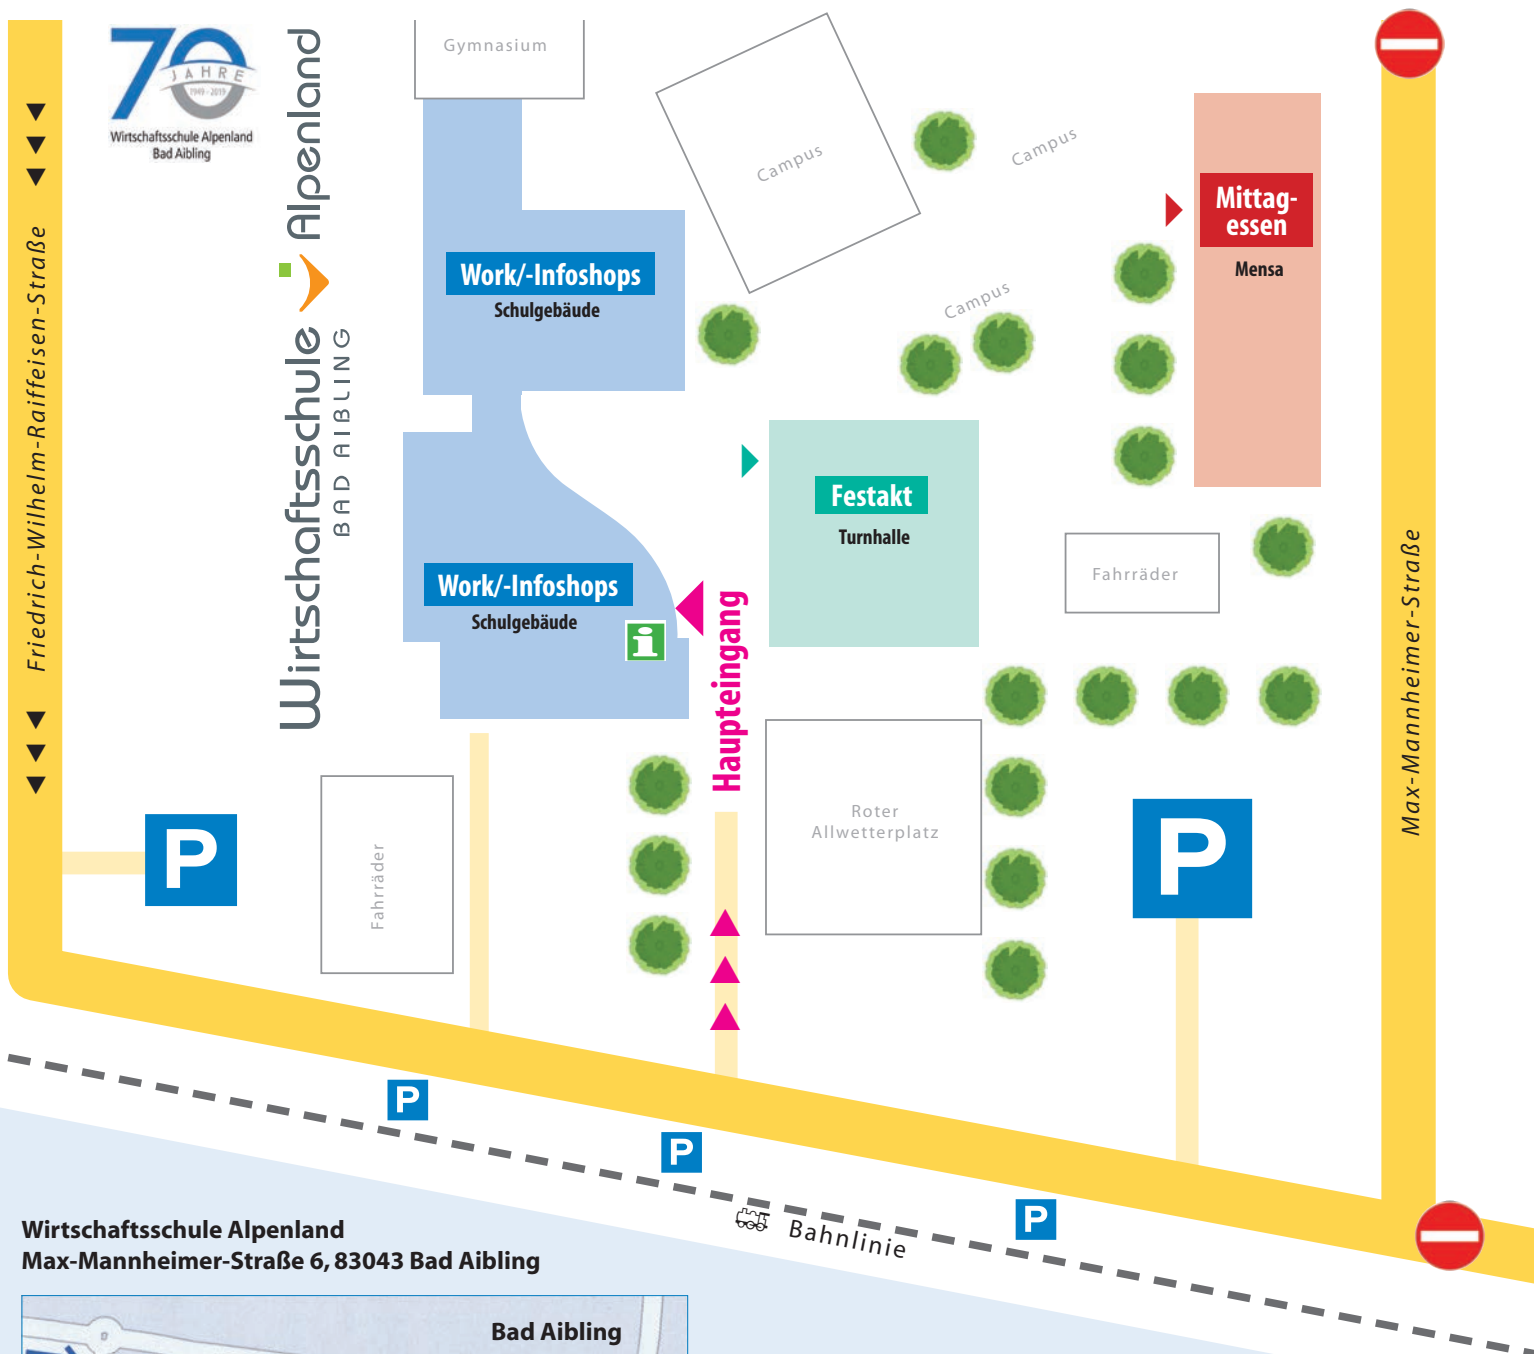 70
JAHRE
1949 - 2019
Wirtschaftsschule Alpenland
Bad Aibling
Wirtschaftsschule Alpenland
BAD AIBLING
Friedrich-Wilhelm-Raiffeisen-Straße
Gymnasium
Campus
Campus
Campus
Mittag-
essen
Mensa
Work/-Infoshops
Schulgebäude
Festakt
Turnhalle
Work/-Infoshops
Schulgebäude
i
Haupteingang
Fahrräder
Max-Mannheimer-Straße
Roter
Allwetterplatz
Fahrräder
P
P
P
P
P
Bahnlinie
Wirtschaftsschule Alpenland
Max-Mannheimer-Straße 6, 83043 Bad Aibling
Bad Aibling